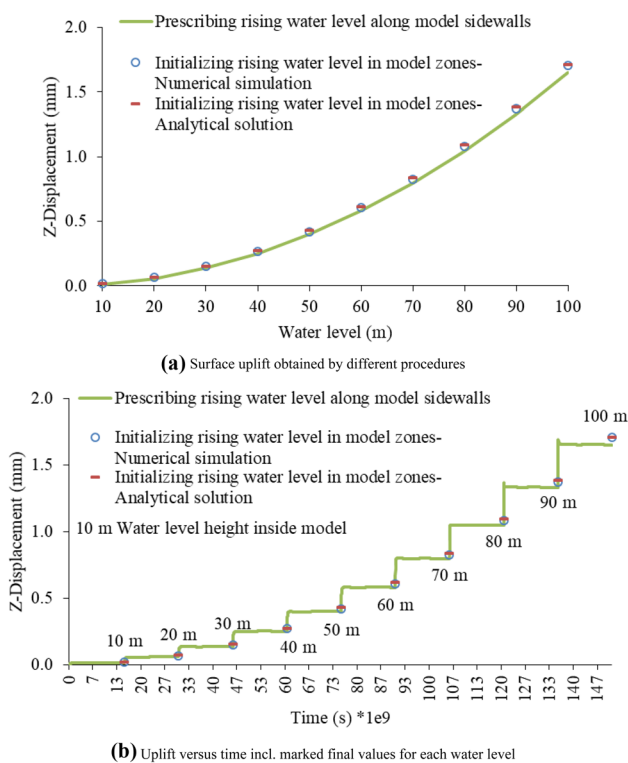 Prescribing rising water level along model sidewalls
Initializing rising water level in model zones-
Numerical simulation
Initializing rising water level in model zones-
Analytical solution
Z-Displacement (mm)
2.0
1.5
1.0
0.5
0.0
10 20 30 40 50 60 70 80 90 100
Water level (m)
(a) Surface uplift obtained by different procedures
Prescribing rising water level along model sidewalls
Initializing rising water level in model zones-
Numerical simulation
Initializing rising water level in model zones-
Analytical solution
10 m Water level height inside model
Z-Displacement (mm)
2.0
1.5
1.0
0.5
0.0
10 m
20 m
30 m
40 m
50 m
60 m
70 m
80 m
90 m
100 m
0 7 13 20 27 33 40 47 53 60 67 73 80 87 93 100 107 113 120 127 133 140 147
Time (s) *1e9
(b) Uplift versus time incl. marked final values for each water level